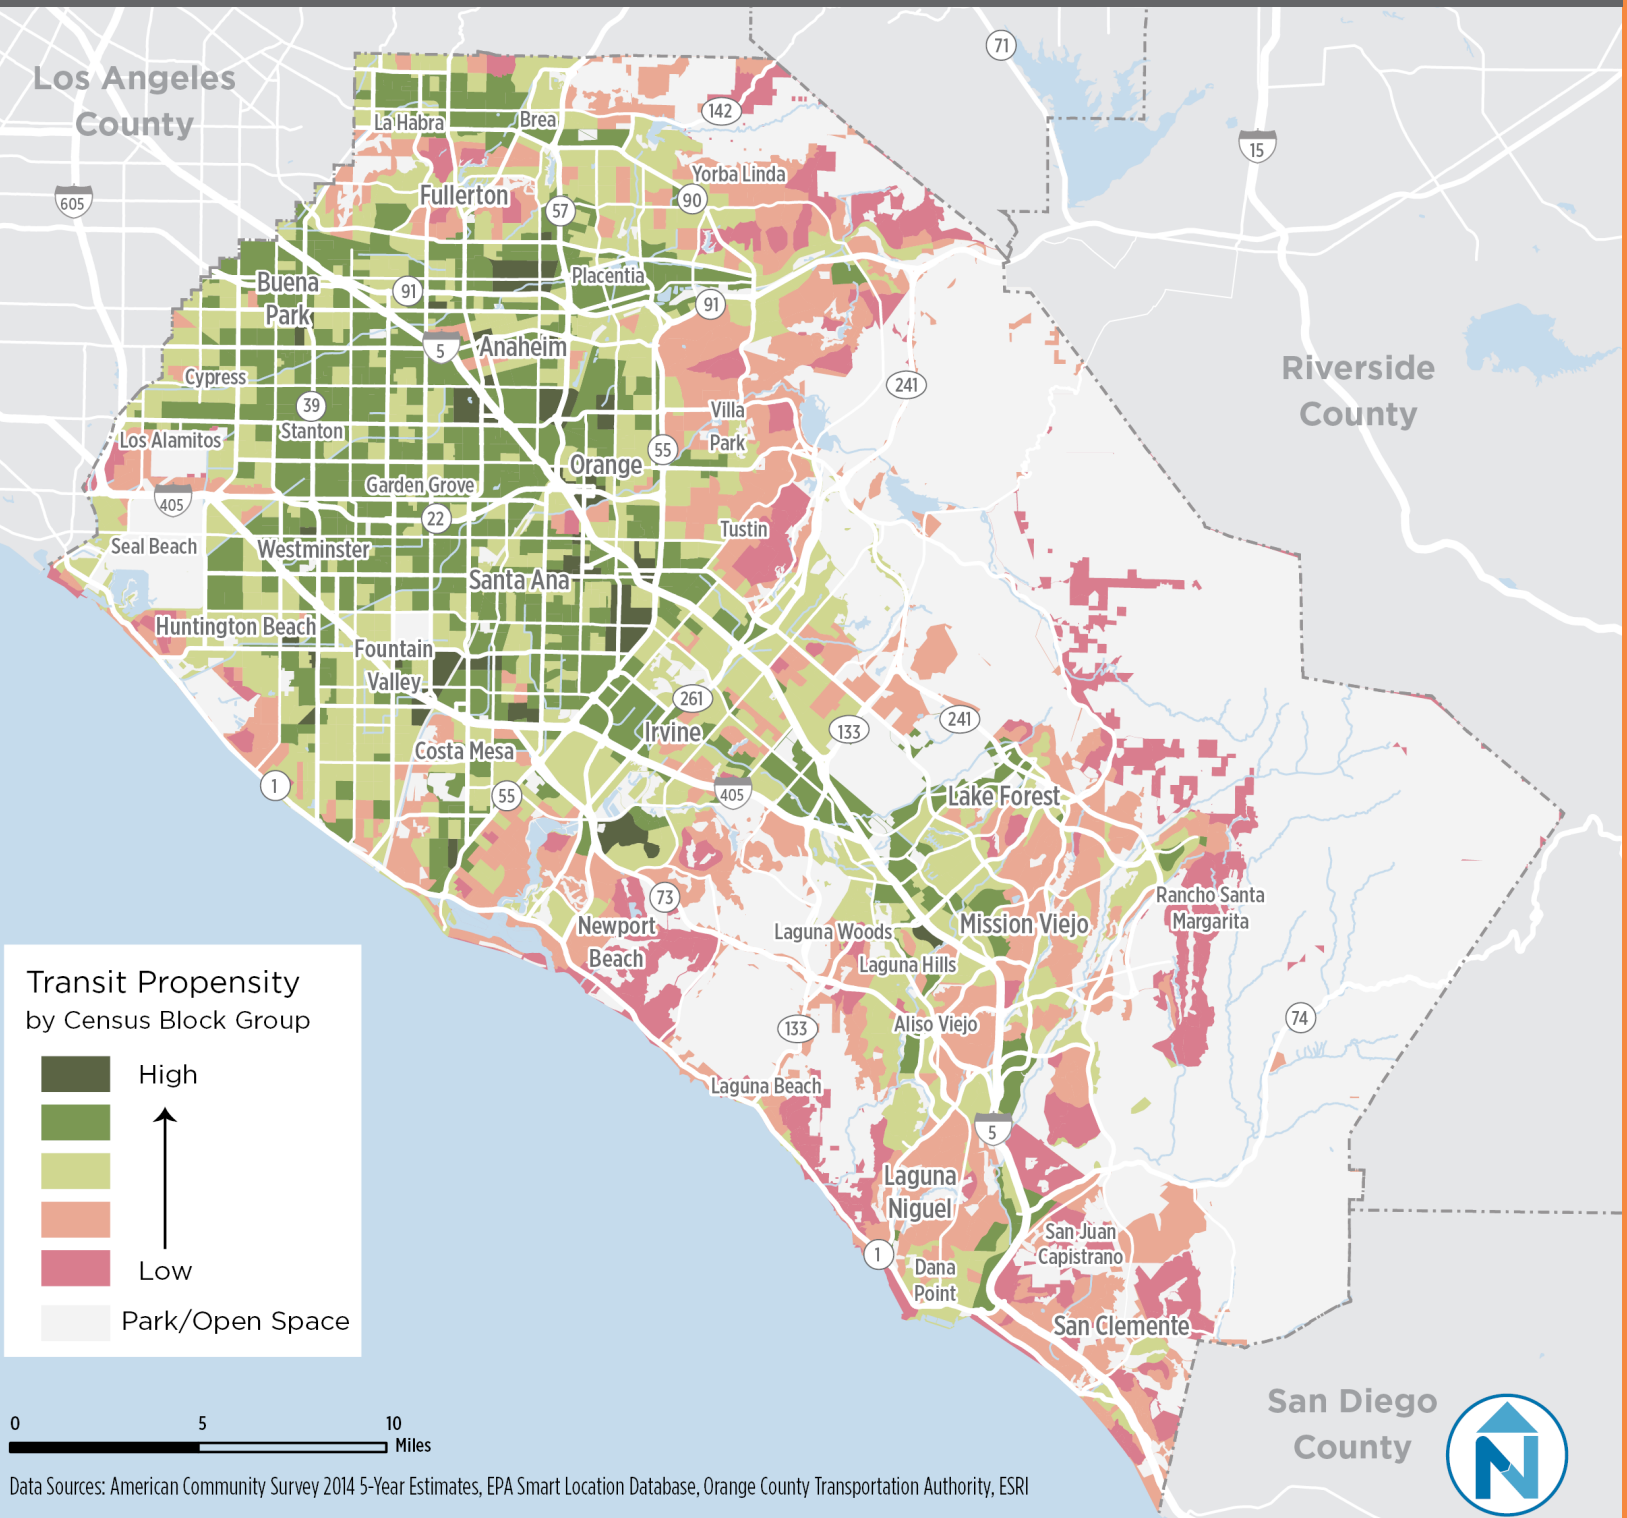 Los Angeles
County
71
142
La Habra
Brea
15
605
Yorba Linda
Fullerton
57
90
Buena
Park
91
Placentia
91
5
Anaheim
Riverside
County
Cypress
241
39
Stanton
Villa
Park
Los Alamitos
55
Orange
Garden Grove
405
22
Tustin
Seal Beach
Westminster
Santa Ana
Huntington Beach
Fountain
Valley
261
Irvine
133
241
Costa Mesa
1
55
405
Lake Forest
73
Rancho Santa
Margarita
Newport
Beach
Laguna Woods
Mission Viejo
Laguna Hills
133
Aliso Viejo
74
Laguna Beach
5
Laguna
Niguel
San Juan
Capistrano
1
Dana
Point
San Clemente
San Diego
County
Transit Propensity
by Census Block Group
High
Low
Park/Open Space
0 5 10
Miles
N
Data Sources: American Community Survey 2014 5-Year Estimates, EPA Smart Location Database, Orange County Transportation Authority, ESRI